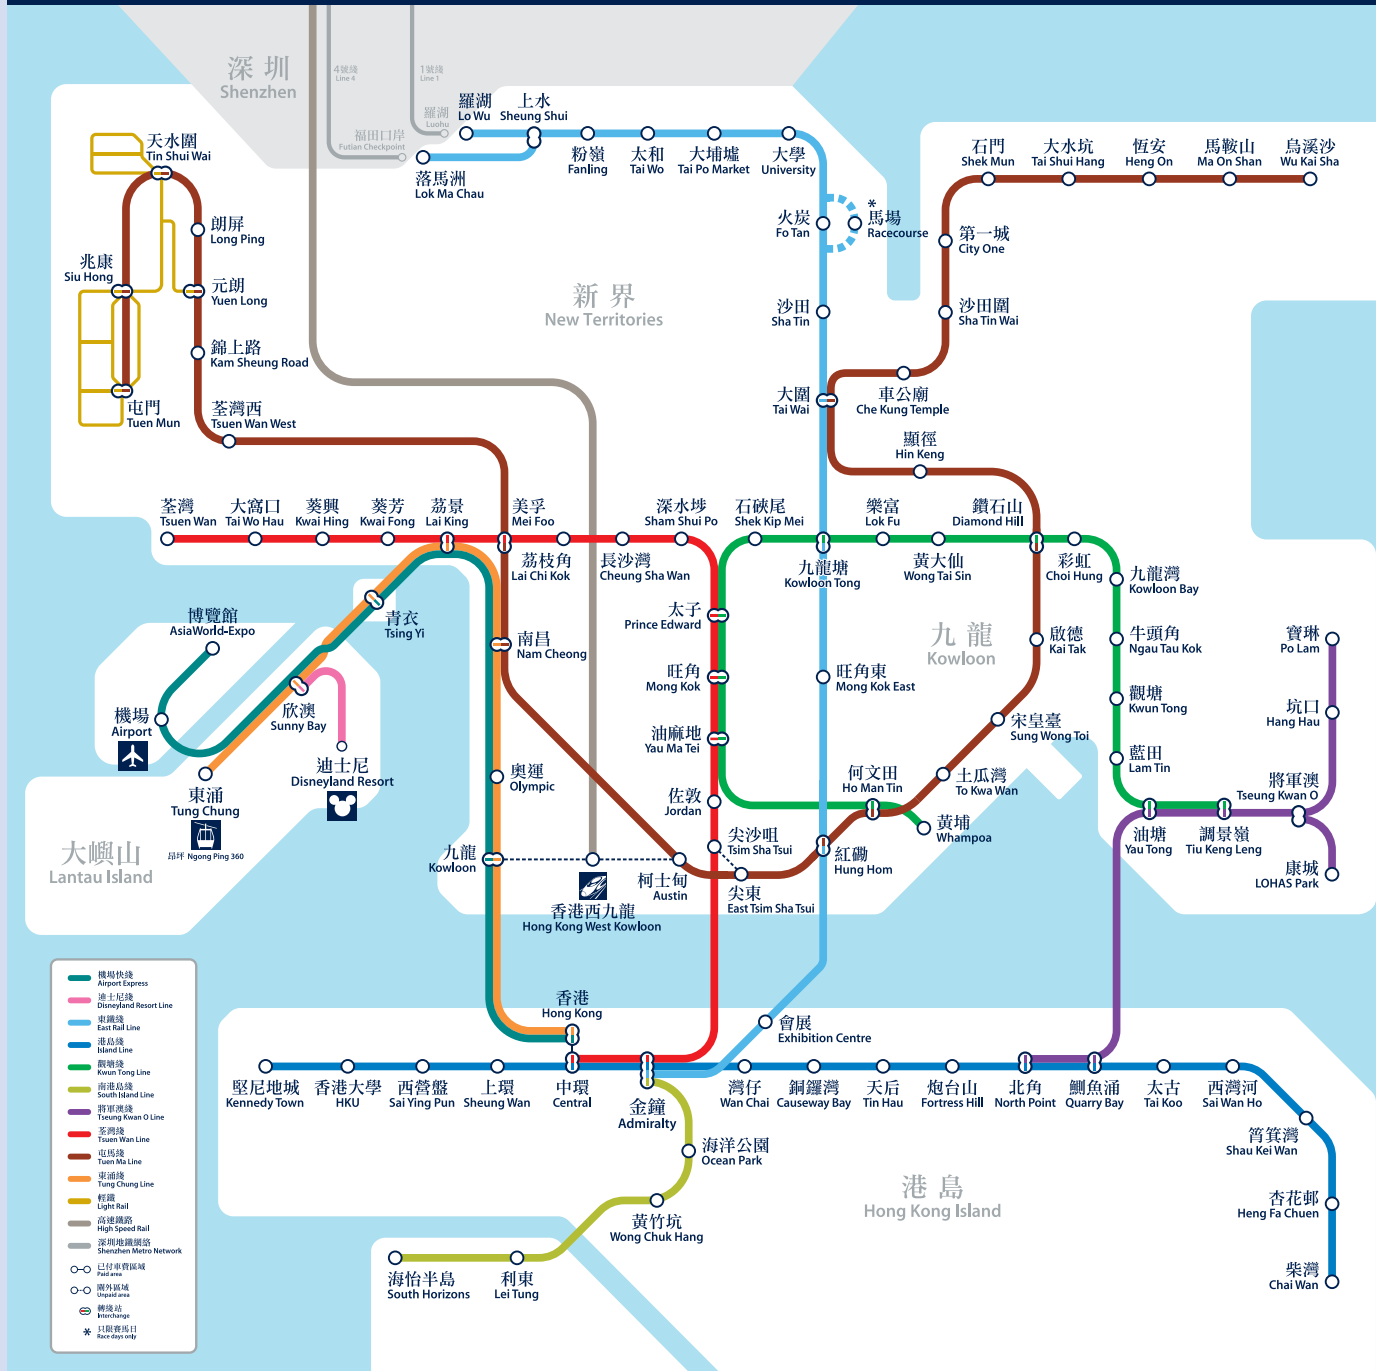 深圳
Shenzhen
4號綫
Line 4
1號綫
Line 1
羅湖
Luohu
福田口岸
Futian Checkpoint
羅湖
Lo Wu
上水
Sheung Shui
落馬洲
Lok Ma Chau
粉嶺
Fanling
太和
Tai Wo
大埔墟
Tai Po Market
大學
University
火炭
Fo Tan
*
馬場
Racecourse
沙田
Sha Tin
大圍
Tai Wai
石門
Shek Mun
大水坑
Tai Shui Hang
恆安
Heng On
馬鞍山
Ma On Shan
烏溪沙
Wu Kai Sha
第一城
City One
沙田圍
Sha Tin Wai
車公廟
Che Kung Temple
顯徑
Hin Keng
天水圍
Tin Shui Wai
朗屏
Long Ping
兆康
Siu Hong
元朗
Yuen Long
錦上路
Kam Sheung Road
屯門
Tuen Mun
荃灣西
Tsuen Wan West
新界
New Territories
荃灣
Tsuen Wan
大窩口
Tai Wo Hau
葵興
Kwai Hing
葵芳
Kwai Fong
荔景
Lai King
美孚
Mei Foo
荔枝角
Lai Chi Kok
長沙灣
Cheung Sha Wan
深水埗
Sham Shui Po
石硤尾
Shek Kip Mei
九龍塘
Kowloon Tong
樂富
Lok Fu
黃大仙
Wong Tai Sin
鑽石山
Diamond Hill
彩虹
Choi Hung
九龍灣
Kowloon Bay
牛頭角
Ngau Tau Kok
觀塘
Kwun Tong
藍田
Lam Tin
油塘
Yau Tong
調景嶺
Tiu Keng Leng
將軍澳
Tseung Kwan O
寶琳
Po Lam
坑口
Hang Hau
康城
LOHAS Park
九龍
Kowloon
啟德
Kai Tak
宋皇臺
Sung Wong Toi
土瓜灣
To Kwa Wan
何文田
Ho Man Tin
黃埔
Whampoa
紅磡
Hung Hom
旺角東
Mong Kok East
太子
Prince Edward
旺角
Mong Kok
油麻地
Yau Ma Tei
佐敦
Jordan
尖沙咀
Tsim Sha Tsui
尖東
East Tsim Sha Tsui
柯士甸
Austin
香港西九龍
Hong Kong West Kowloon
九龍
Kowloon
奧運
Olympic
南昌
Nam Cheong
青衣
Tsing Yi
博覽館
AsiaWorld-Expo
機場
Airport
欣澳
Sunny Bay
迪士尼
Disneyland Resort
東涌
Tung Chung
昂坪 Ngong Ping 360
大嶼山
Lantau Island
香港
Hong Kong
會展
Exhibition Centre
堅尼地城
Kennedy Town
香港大學
HKU
西營盤
Sai Ying Pun
上環
Sheung Wan
中環
Central
金鐘
Admiralty
灣仔
Wan Chai
銅鑼灣
Causeway Bay
天后
Tin Hau
炮台山
Fortress Hill
北角
North Point
鰂魚涌
Quarry Bay
太古
Tai Koo
西灣河
Sai Wan Ho
筲箕灣
Shau Kei Wan
杏花邨
Heng Fa Chuen
柴灣
Chai Wan
海洋公園
Ocean Park
黃竹坑
Wong Chuk Hang
利東
Lei Tung
海怡半島
South Horizons
港島
Hong Kong Island
機場快綫
Airport Express
迪士尼綫
Disneyland Resort Line
東鐵綫
East Rail Line
港島綫
Island Line
觀塘綫
Kwun Tong Line
南港島綫
South Island Line
將軍澳綫
Tseung Kwan O Line
荃灣綫
Tsuen Wan Line
屯馬綫
Tuen Ma Line
東涌綫
Tung Chung Line
輕鐵
Light Rail
高速鐵路
High Speed Rail
深圳地鐵網絡
Shenzhen Metro Network
已付車費區域
Paid area
閘外區域
Unpaid area
轉綫站
Interchange
* 只限賽馬日
Race days only